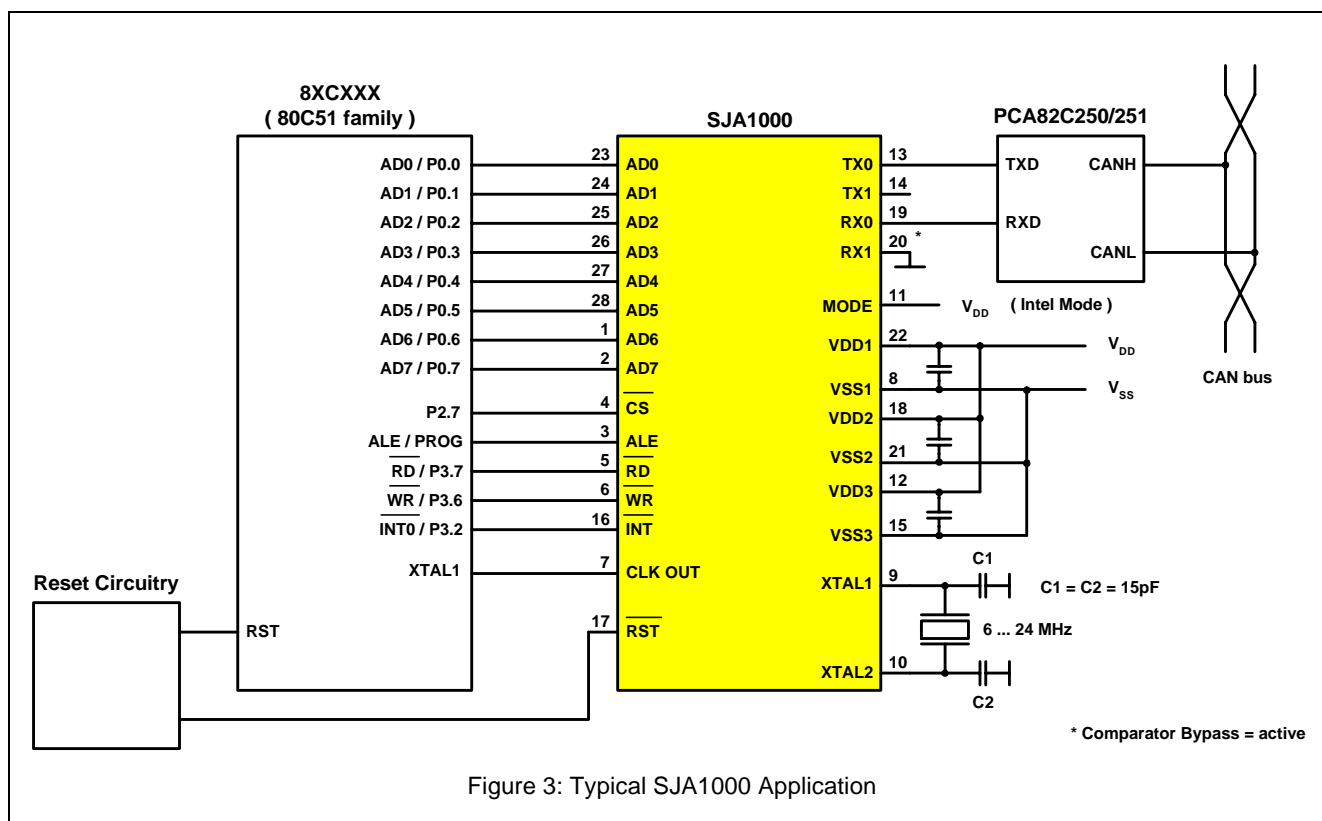 8XCXXX
( 80C51 family )
AD0 / P0.0
AD1 / P0.1
AD2 / P0.2
AD3 / P0.3
AD4 / P0.4
AD5 / P0.5
AD6 / P0.6
AD7 / P0.7
P2.7
ALE / PROG
RD / P3.7
WR / P3.6
INT0 / P3.2
XTAL1
RST
Reset Circuitry
SJA1000
23 AD0
24 AD1
25 AD2
26 AD3
27 AD4
28 AD5
1 AD6
2 AD7
4 CS
3 ALE
5 RD
6 WR
16 INT
7 CLK OUT
17 RST
TX0 13
TX1 14
RX0 19
RX1 20 *
MODE 11 VDD ( Intel Mode )
VDD1 22 VDD
VSS1 8 VSS
VDD2 18
VSS2 21
VDD3 12
VSS3 15
XTAL1 9
XTAL2 10
C1
C1 = C2 = 15pF
6 ... 24 MHz
C2
PCA82C250/251
TXD CANH
RXD
CANL
CAN bus
* Comparator Bypass = active
Figure 3: Typical SJA1000 Application